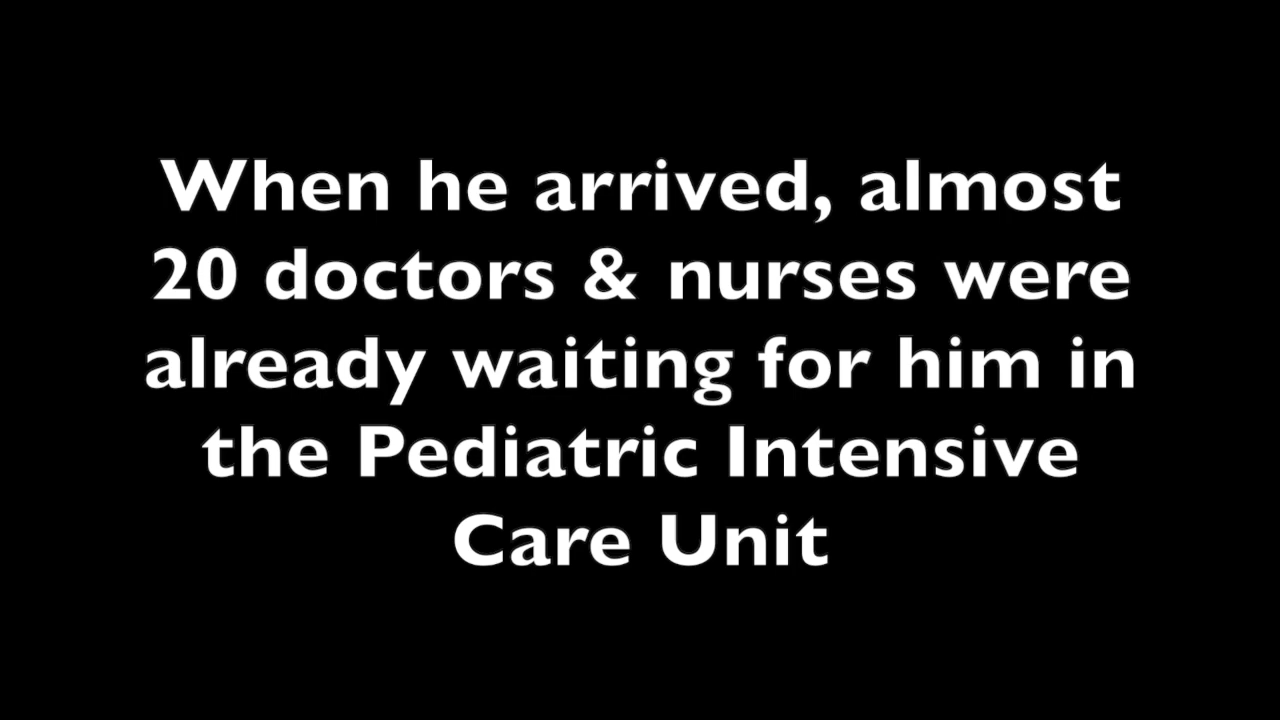 When he arrived, almost
20 doctors & nurses were
already waiting for him in
the Pediatric Intensive
Care Unit